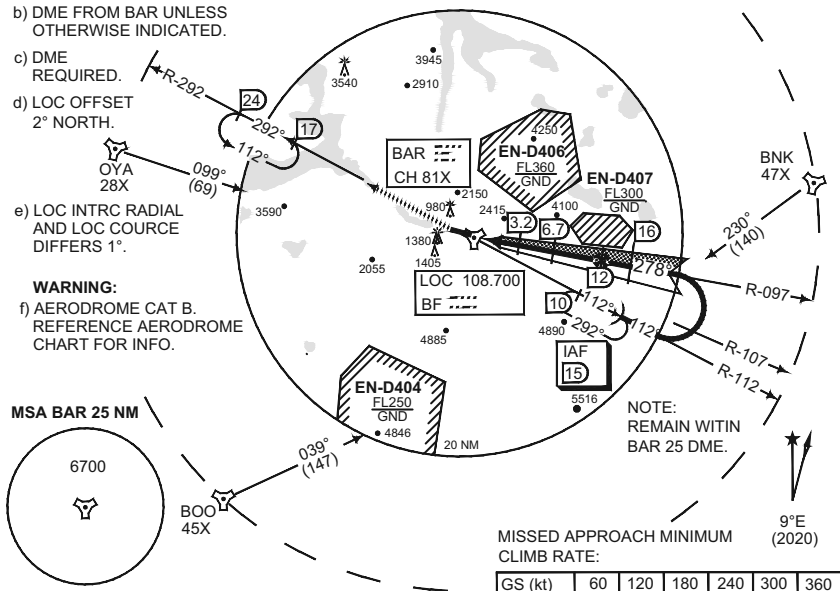 b) DME FROM BAR UNLESS
OTHERWISE INDICATED.
c) DME
REQUIRED.
d) LOC OFFSET
2° NORTH.
R-292
24
292°
17
112°
OYA
28X
099°
(69)
3540
3945
2910
BAR
CH 81X
4250
EN-D406
FL360
GND
EN-D407
FL300
GND
2150
980
2415
4100
3.2
6.7
16
BNK
47X
230°
(140)
3590
1380
1405
2055
LOC 108.700
BF
12
278°
R-097
10
112°
292°
112°
4890
IAF
15
R-107
R-112
e) LOC INTRC RADIAL
AND LOC COURCE
DIFFERS 1°.
WARNING:
f) AERODROME CAT B.
REFERENCE AERODROME
CHART FOR INFO.
4885
EN-D404
FL250
GND
4846
20 NM
5516
NOTE:
REMAIN WITIN
BAR 25 DME.
MSA BAR 25 NM
6700
039°
(147)
BOO
45X
9°E
(2020)
MISSED APPROACH MINIMUM
CLIMB RATE:
GS (kt) 60 120 180 240 300 360